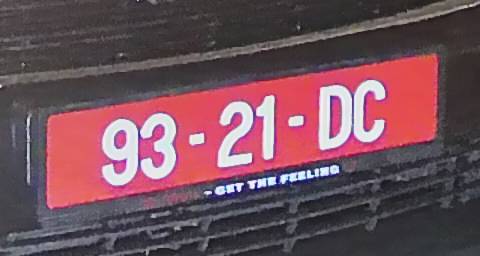 93-21-DC
- GET THE FEELING